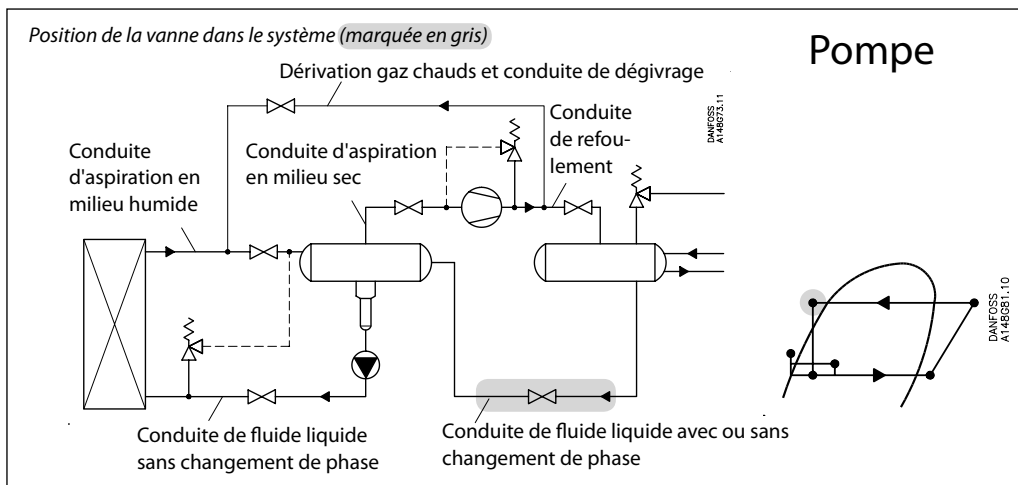 Position de la vanne dans le système (marquée en gris)
Pompe
Dérivation gaz chauds et conduite de dégivrage
DANFOSS
A148G73.11
Conduite
de refou-
lement
Conduite
d'aspiration en
milieu humide
Conduite d'aspiration
en milieu sec
DANFOSS
A148G81.10
Conduite de fluide liquide
sans changement de phase
Conduite de fluide liquide avec ou sans
changement de phase